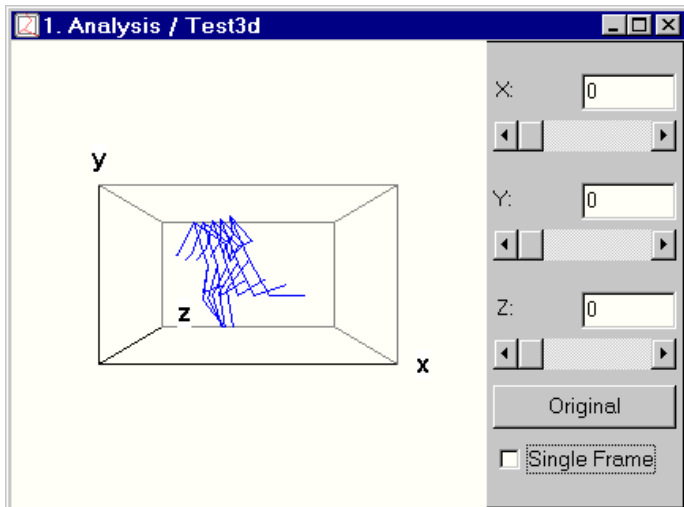 1. Analysis / Test3d
X: 0
y
Y: 0
z
Z: 0
x
Original
Single Frame